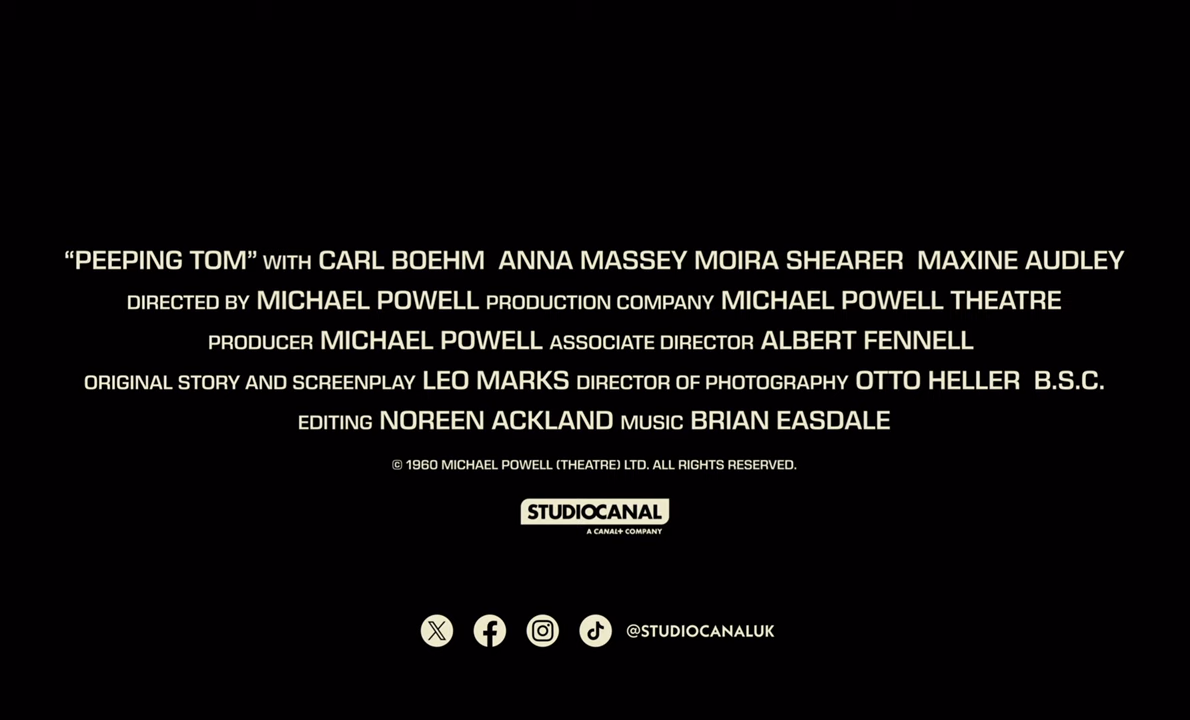 “PEEPING TOM” WITH CARL BOEHM ANNA MASSEY MOIRA SHEARER MAXINE AUDLEY
DIRECTED BY MICHAEL POWELL PRODUCTION COMPANY MICHAEL POWELL THEATRE
PRODUCER MICHAEL POWELL ASSOCIATE DIRECTOR ALBERT FENNELL
ORIGINAL STORY AND SCREENPLAY LEO MARKS DIRECTOR OF PHOTOGRAPHY OTTO HELLER B.S.C.
EDITING NOREEN ACKLAND MUSIC BRIAN EASDALE
© 1960 MICHAEL POWELL (THEATRE) LTD. ALL RIGHTS RESERVED.
STUDIOCANAL
A CANAL+ COMPANY
@STUDIOCANALUK